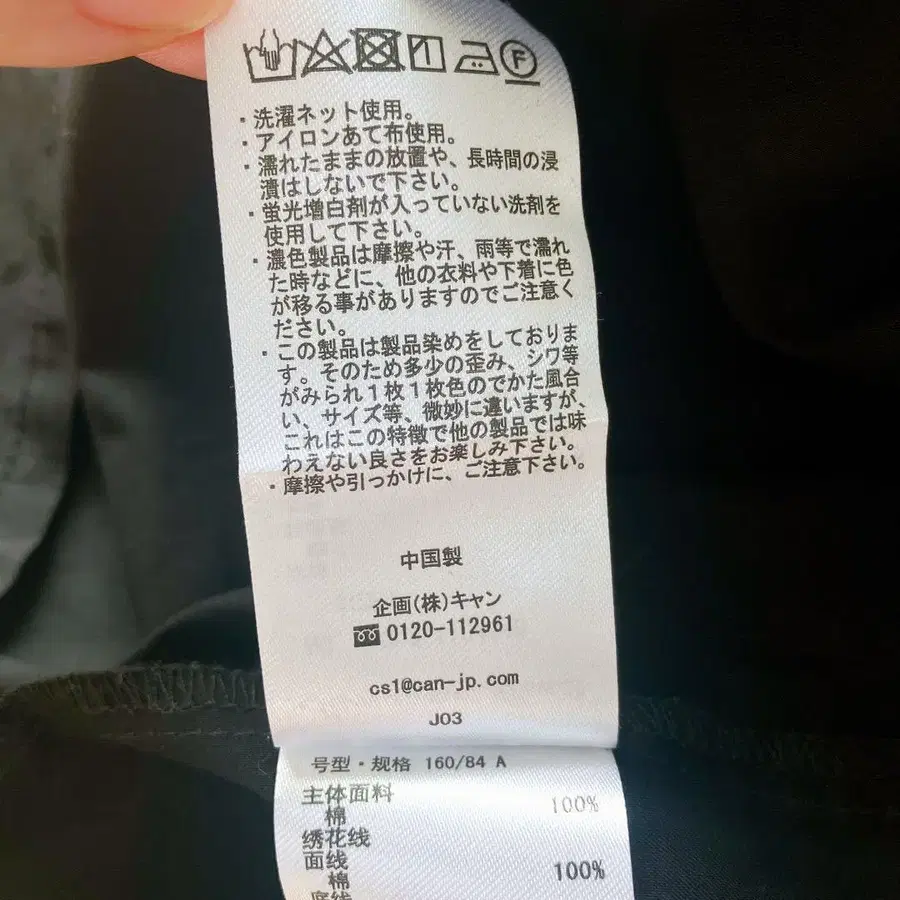 F
・洗濯ネット使用。
・アイロンあて布使用。
・濡れたままの放置や、長時間の浸
漬はしないで下さい。
・蛍光増白剤が入っていない洗剤を
使用して下さい。
・濃色製品は摩擦や汗、雨等で濡れ
た時などに、他の衣料や下着に色
が移る事がありますのでご注意く
ださい。
・この製品は製品染めをしておりま
す。そのため多少の歪み、シワ等
がみられ1枚1枚色のでかた風合
い、サイズ等、微妙に違いますが、
これはこの特徴で他の製品では味
わえない良さをお楽しみ下さい。
・摩擦や引っかけに、ご注意下さい。
中国製
企画(株)キャン
0120-112961
cs1@can-jp.com
J03
号型・规格 160/84 A
主体面料
棉 100%
绣花线
面线
棉 100%
底线